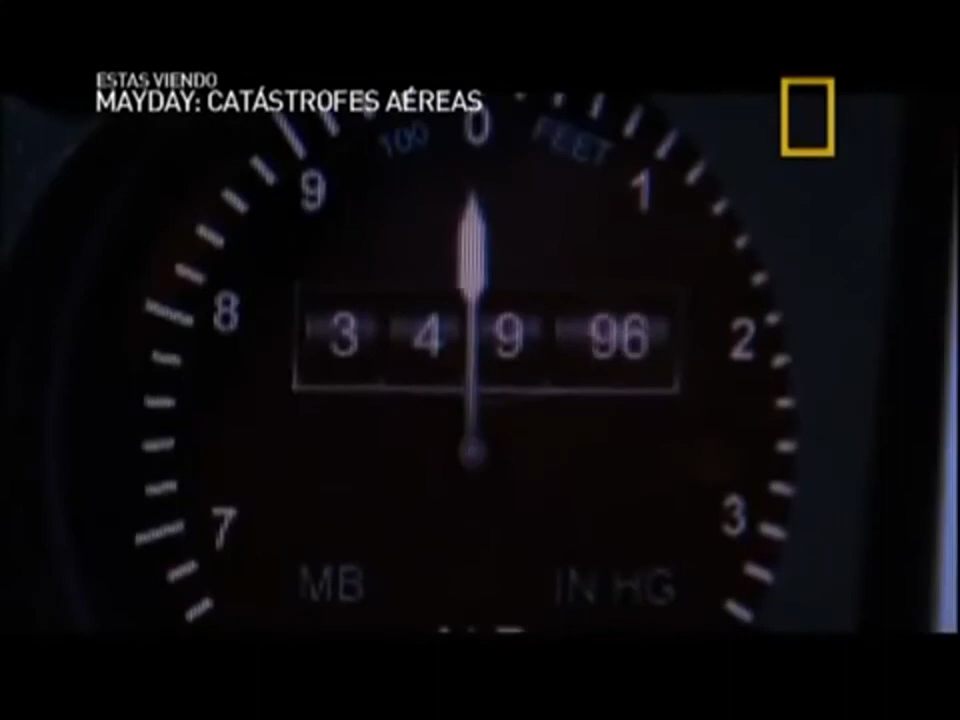 ESTAS VIENDO
MAYDAY: CATÁSTROFES AÉREAS
100 0 FEET
9 1
8 3 4 9 96 2
7 3
MB IN HG